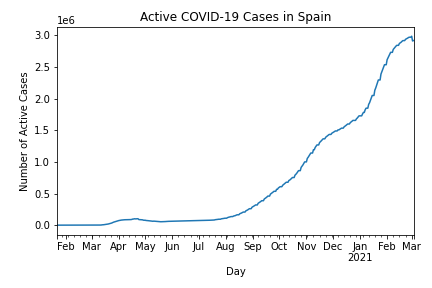 Active COVID-19 Cases in Spain
1e6
3.0
2.5
2.0
1.5
1.0
0.5
0.0
Number of Active Cases
Feb Mar Apr May Jun Jul Aug Sep Oct Nov Dec Jan Feb Mar
2021
Day